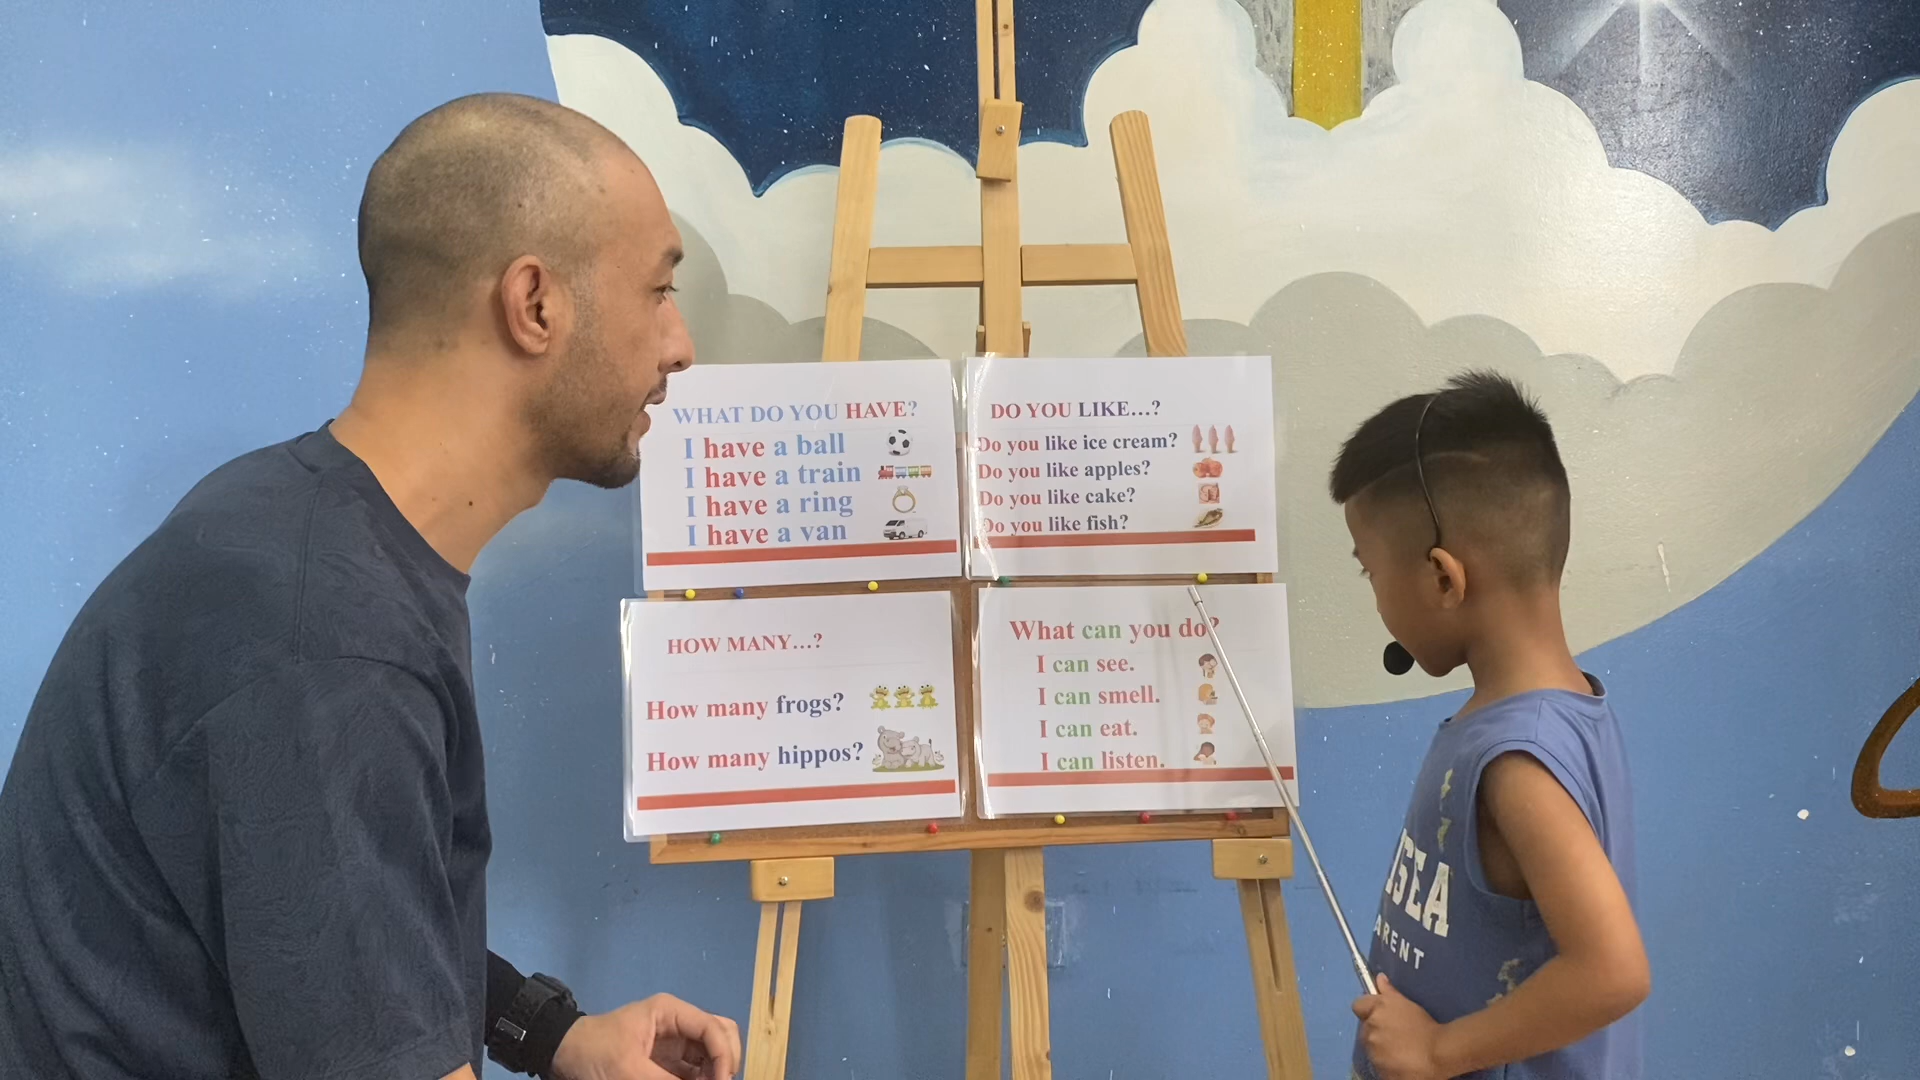 WHAT DO YOU HAVE?
I have a ball
I have a train
I have a ring
I have a van
DO YOU LIKE...?
Do you like ice cream?
Do you like apples?
Do you like cake?
Do you like fish?
HOW MANY...?
How many frogs?
How many hippos?
What can you do?
I can see.
I can smell.
I can eat.
I can listen.